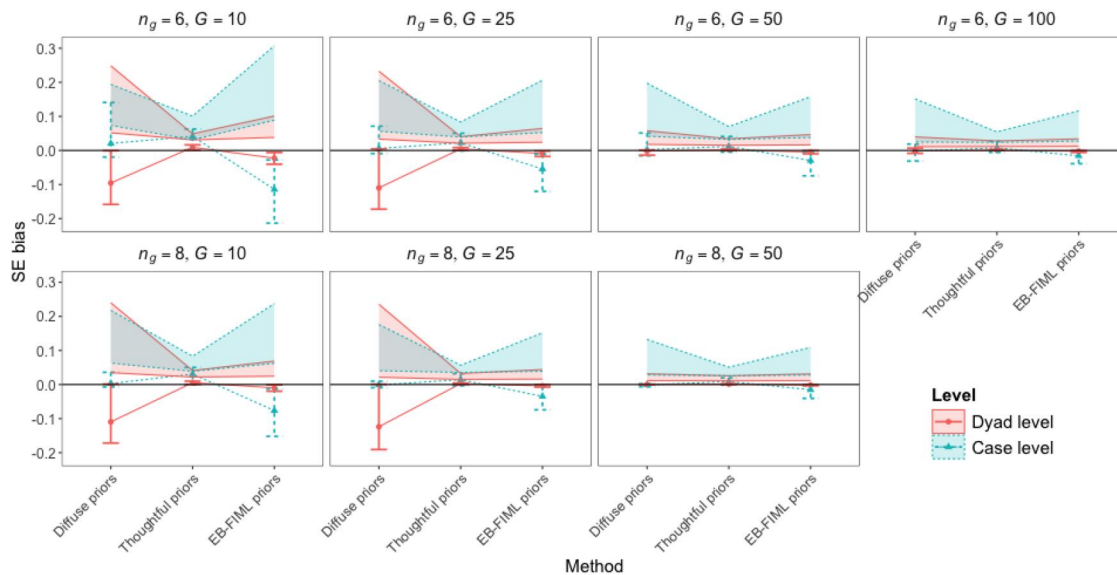 n_g = 6, G = 10
n_g = 6, G = 25
n_g = 6, G = 50
n_g = 6, G = 100
0.3
0.2
0.1
0.0
-0.1
-0.2
SE bias
n_g = 8, G = 10
n_g = 8, G = 25
n_g = 8, G = 50
Diffuse priors
Thoughtful priors
EB-FIML priors
0.3
0.2
0.1
0.0
-0.1
-0.2
Level
Dyad level
Case level
Diffuse priors
Thoughtful priors
EB-FIML priors
Diffuse priors
Thoughtful priors
EB-FIML priors
Diffuse priors
Thoughtful priors
EB-FIML priors
Method